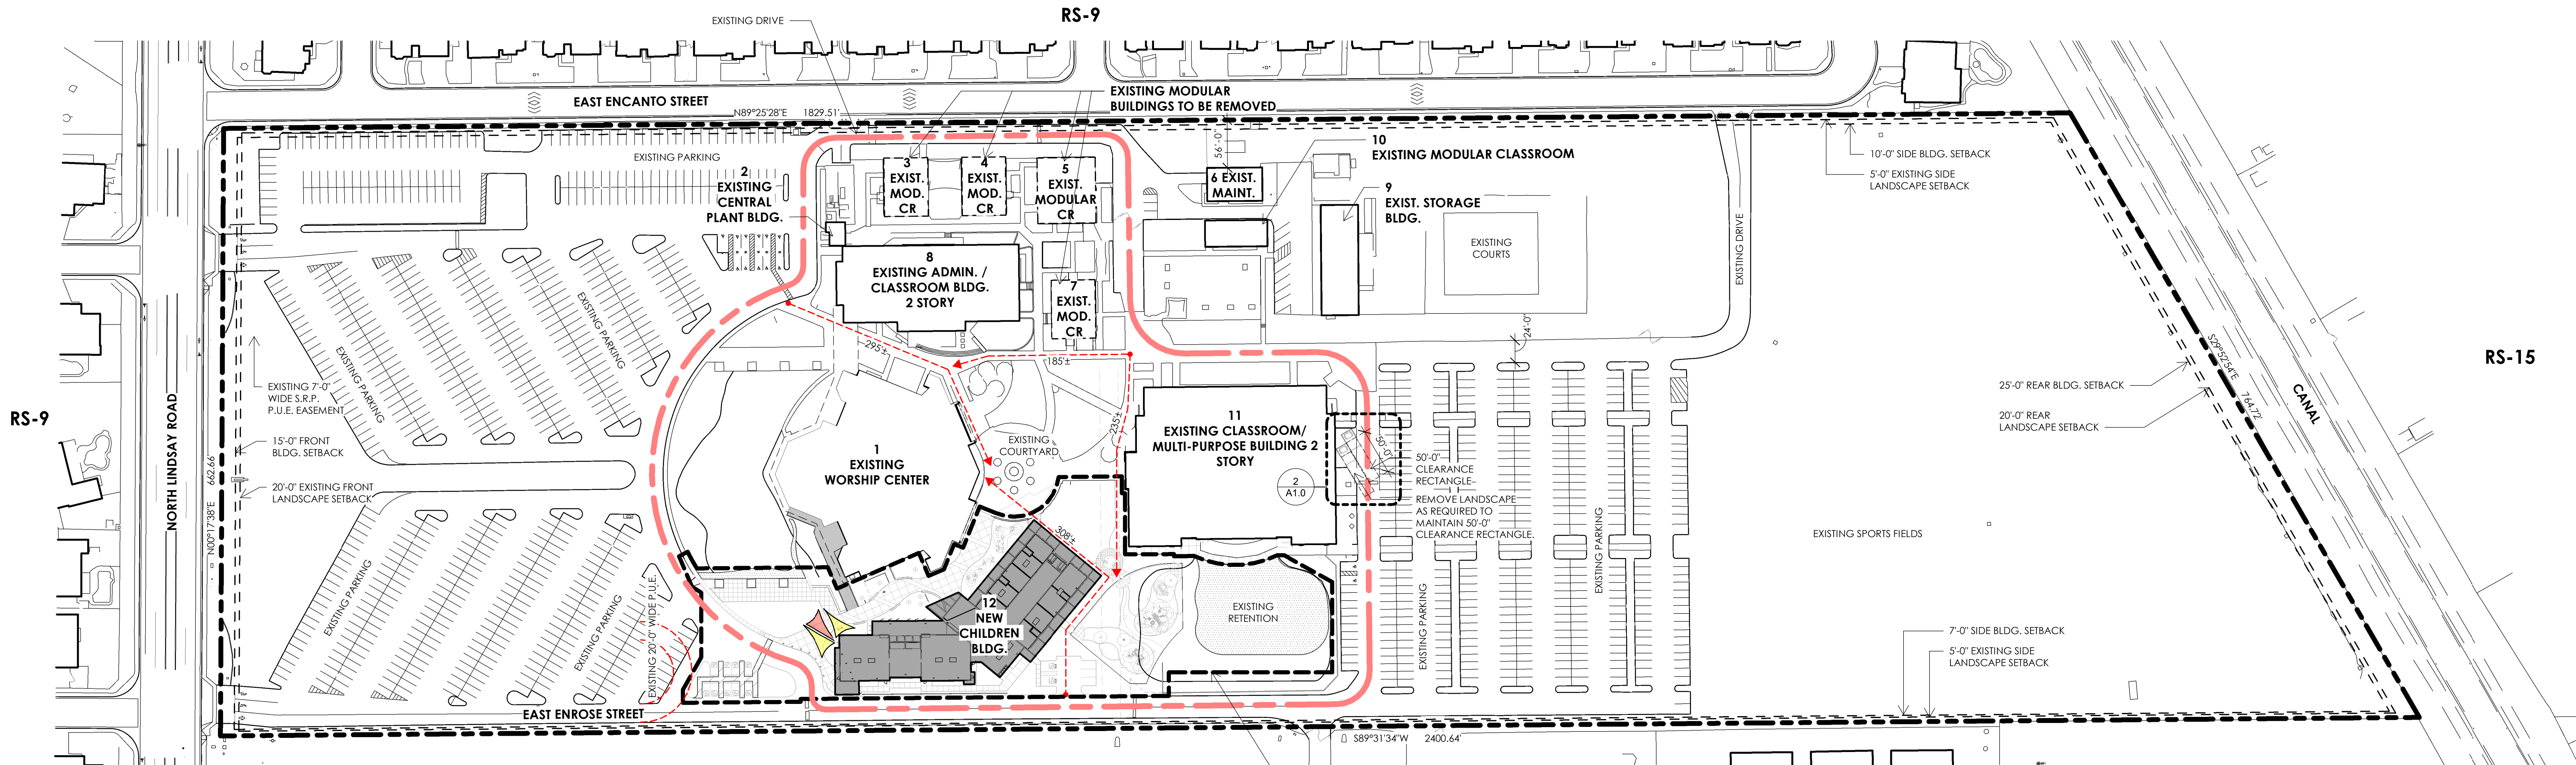 RS-9
EXISTING DRIVE
EAST ENCANTO STREET
N89°25'28"E 1829.51'
EXISTING MODULAR
BUILDINGS TO BE REMOVED
EXISTING PARKING
2
EXISTING
CENTRAL
PLANT BLDG.
3
EXIST.
MOD.
CR
4
EXIST.
MOD.
CR
5
EXIST.
MODULAR
CR
56'-0"
6 EXIST.
MAINT.
10
EXISTING MODULAR CLASSROOM
9
EXIST. STORAGE
BLDG.
EXISTING
COURTS
EXISTING DRIVE
10'-0" SIDE BLDG. SETBACK
5'-0" EXISTING SIDE
LANDSCAPE SETBACK
8
EXISTING ADMIN. /
CLASSROOM BLDG.
2 STORY
7
EXIST.
MOD.
CR
EXISTING PARKING
EXISTING PARKING
295'±
185'±
235'±
24'-0"
S29°52'54"E 764.72'
CANAL
RS-15
25'-0" REAR BLDG. SETBACK
20'-0" REAR
LANDSCAPE SETBACK
RS-9
NORTH LINDSAY ROAD
N00°17'38"E 662.66'
EXISTING 7'-0"
WIDE S.R.P.
P.U.E. EASEMENT
15'-0" FRONT
BLDG. SETBACK
20'-0" EXISTING FRONT
LANDSCAPE SETBACK
1
EXISTING
WORSHIP CENTER
EXISTING
COURTYARD
11
EXISTING CLASSROOM/
MULTI-PURPOSE BUILDING 2
STORY
2
A1.0
50'-0"
50'-0"
CLEARANCE
RECTANGLE
REMOVE LANDSCAPE
AS REQUIRED TO
MAINTAIN 50'-0"
CLEARANCE RECTANGLE.
308'±
EXISTING PARKING
EXISTING SPORTS FIELDS
EXISTING PARKING
EXISTING PARKING
EXISTING 20'-0" WIDE P.U.E.
12
NEW
CHILDREN
BLDG.
EXISTING
RETENTION
EXISTING PARKING
7'-0" SIDE BLDG. SETBACK
5'-0" EXISTING SIDE
LANDSCAPE SETBACK
EAST ENROSE STREET
S89°31'34"W 2400.64'